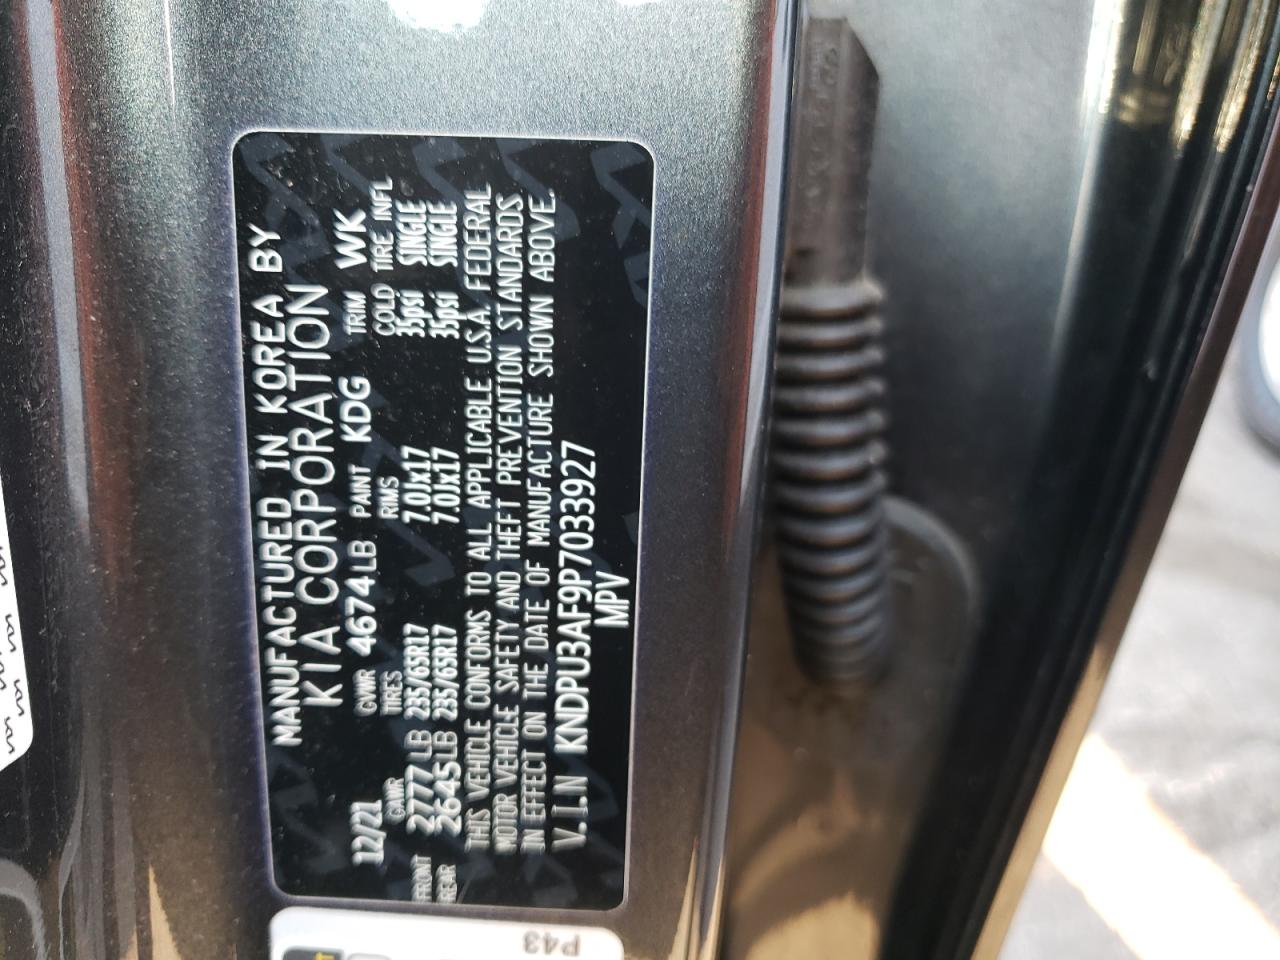 MANUFACTURED IN KOREA BY
KIA CORPORATION
12/21 GVWR 4674LB PAINT KDG TRIM WK
GAWR TIRES RIMS COLD TIRE INFL
FRONT 2777LB 235/65R17 7.0Jx17 35psi SINGLE
REAR 2645LB 235/65R17 7.0Jx17 35psi SINGLE
THIS VEHICLE CONFORMS TO ALL APPLICABLE U.S.A. FEDERAL
MOTOR VEHICLE SAFETY AND THEFT PREVENTION STANDARDS
IN EFFECT ON THE DATE OF MANUFACTURE SHOWN ABOVE.
V.I.N KNDPU3AF9P7033927
MPV
P43